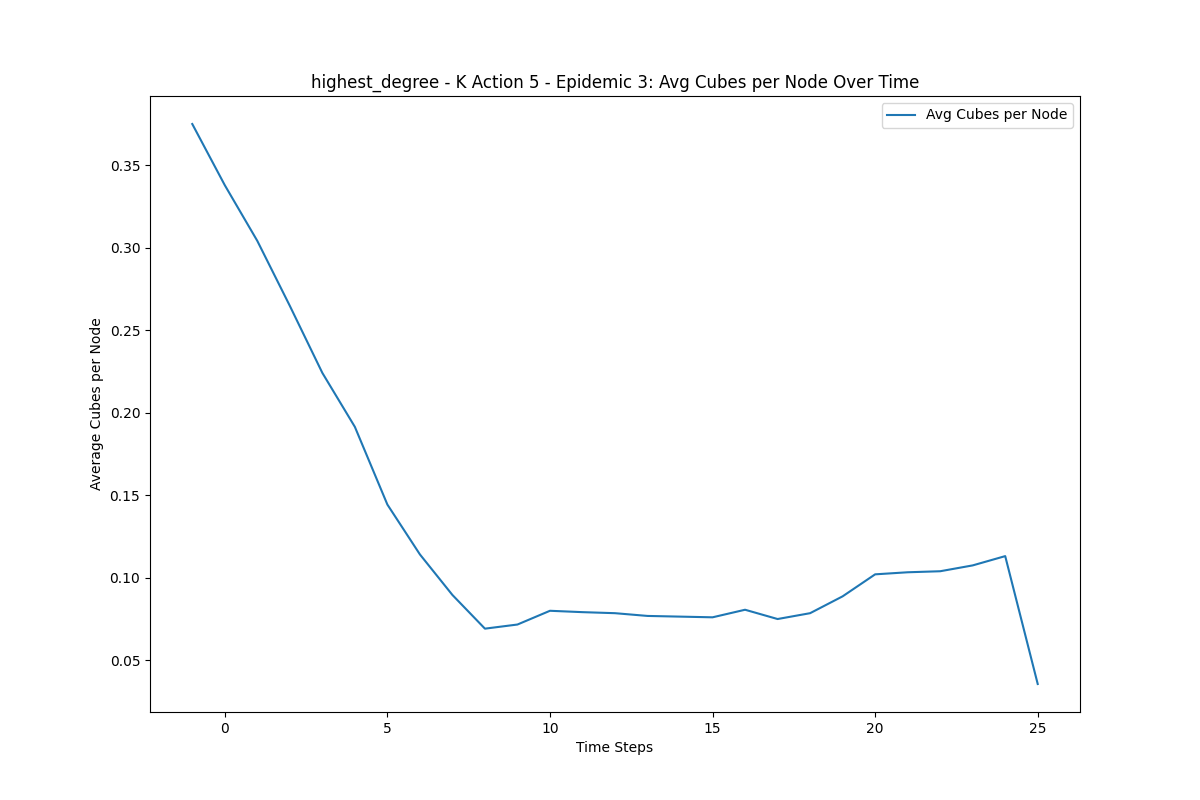 highest_degree - K Action 5 - Epidemic 3: Avg Cubes per Node Over Time
Avg Cubes per Node
Average Cubes per Node
0.35
0.30
0.25
0.20
0.15
0.10
0.05
0 5 10 15 20 25
Time Steps